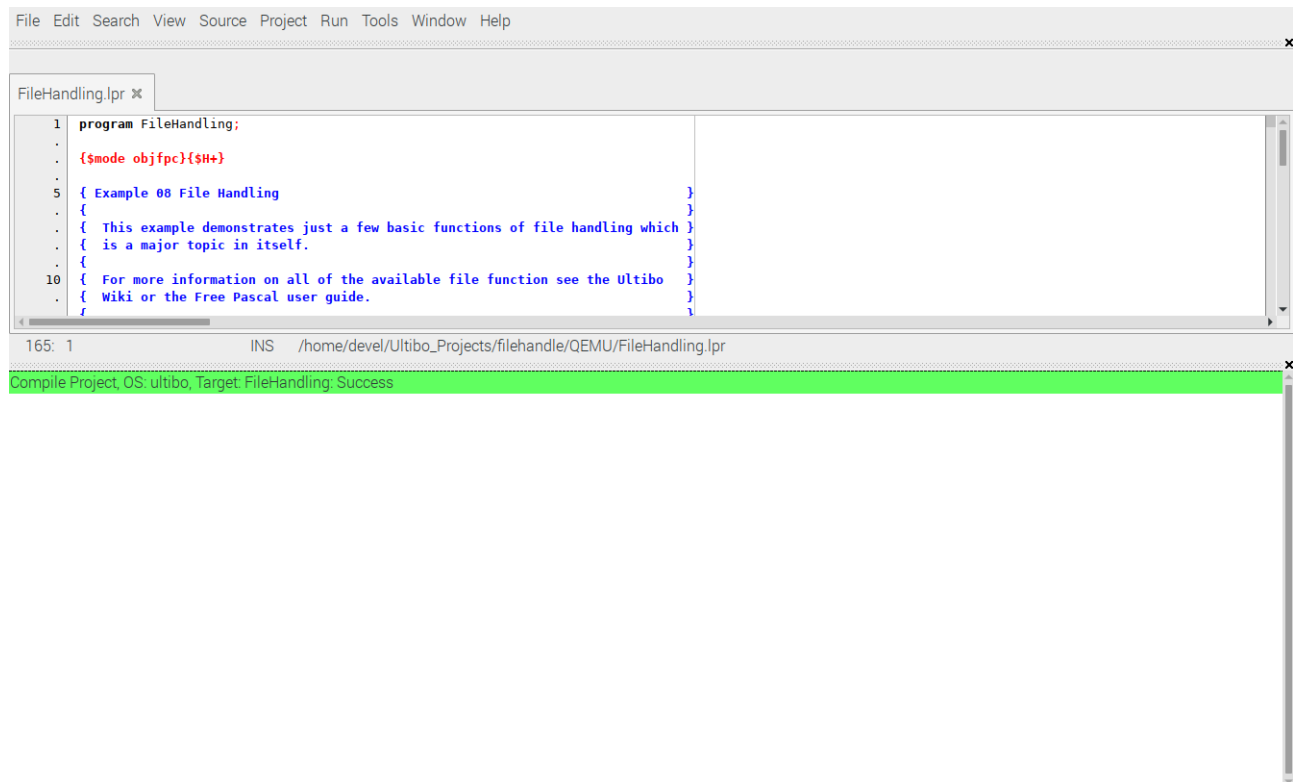 File Edit Search View Source Project Run Tools Window Help
FileHandling.lpr
1 program FileHandling;
.
. {$mode objfpc}{$H+}
.
5 { Example 08 File Handling }
. { }
. { This example demonstrates just a few basic functions of file handling which }
. { is a major topic in itself. }
. { }
10 { For more information on all of the available file function see the Ultibo }
. { Wiki or the Free Pascal user guide. }
{ }
165: 1 INS /home/devel/Ultibo_Projects/filehandle/QEMU/FileHandling.lpr
Compile Project, OS: ultibo, Target: FileHandling: Success